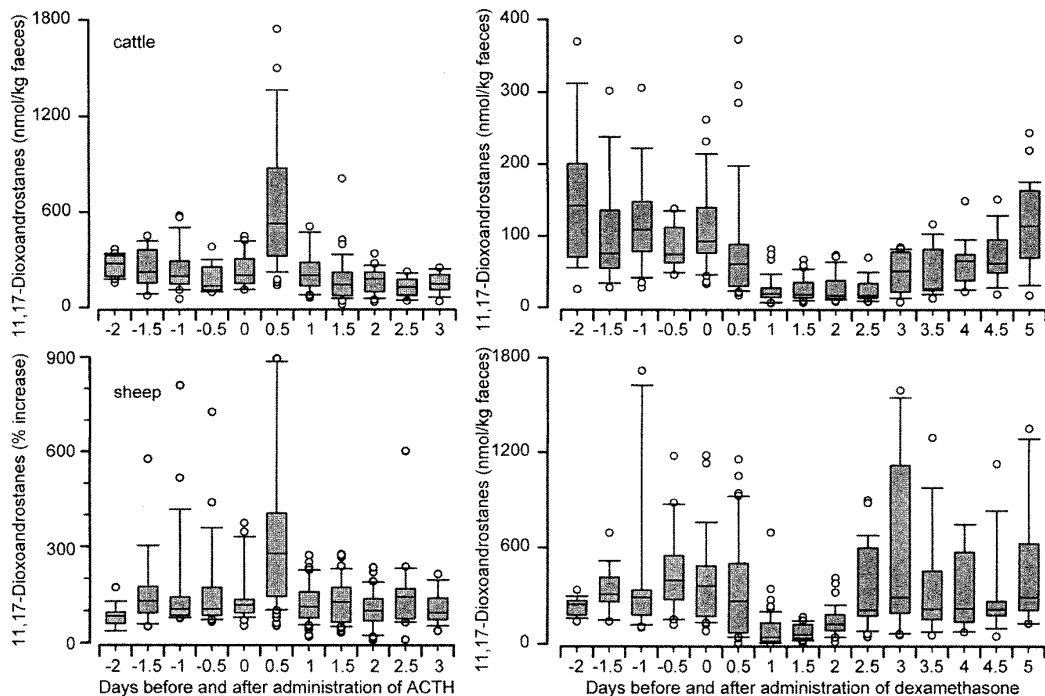 1800
1200
600
0
cattle
11,17-Dioxoandrostanes (nmol/kg faeces)
-2 -1.5 -1 -0.5 0 0.5 1 1.5 2 2.5 3
400
300
200
100
0
11,17-Dioxoandrostanes (nmol/kg faeces)
-2 -1.5 -1 -0.5 0 0.5 1 1.5 2 2.5 3 3.5 4 4.5 5
900
600
300
0
sheep
11,17-Dioxoandrostanes (% increase)
-2 -1.5 -1 -0.5 0 0.5 1 1.5 2 2.5 3
Days before and after administration of ACTH
1800
1200
600
0
11,17-Dioxoandrostanes (nmol/kg faeces)
-2 -1.5 -1 -0.5 0 0.5 1 1.5 2 2.5 3 3.5 4 4.5 5
Days before and after administration of dexamethasone